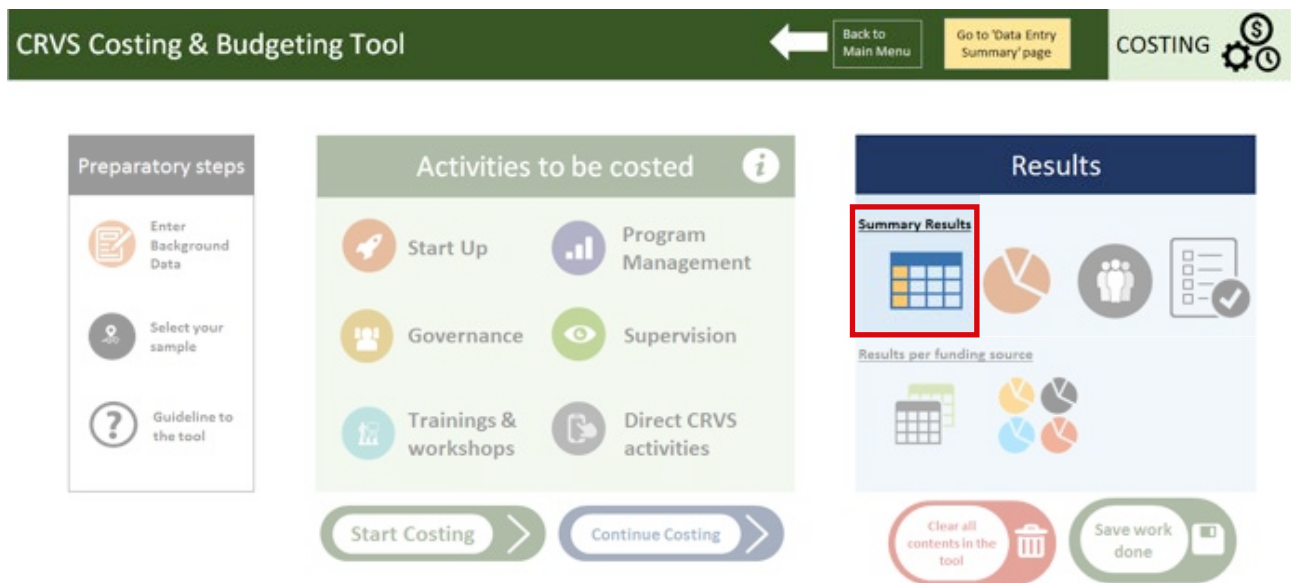 CRVS Costing & Budgeting Tool
Back to
Main Menu
Go to 'Data Entry
Summary' page
COSTING
Preparatory steps
Enter
Background
Data
Select your
sample
Guideline to
the tool
Activities to be costed
i
Start Up
Program
Management
Governance
Supervision
Trainings &
workshops
Direct CRVS
activities
Start Costing
Continue Costing
Results
Summary Results
Results per funding source
Clear all
contents in the
tool
Save work
done